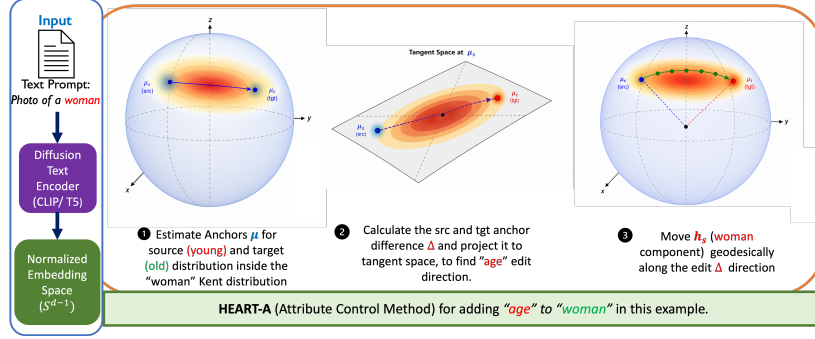 Input
Text Prompt:
Photo of a woman
Diffusion
Text
Encoder
(CLIP/ T5)
Normalized
Embedding
Space
(S^{d−1})
z
μₛ
(src)
μₜ
(tgt)
y
x
1 Estimate Anchors μ for
source (young) and target
(old) distribution inside the
"woman" Kent distribution
Tangent Space at μₛ
μₛ
(src)
μₜ
(tgt)
2 Calculate the src and tgt anchor
difference Δ and project it to
tangent space, to find "age" edit
direction.
z
μₛ
(src)
μₜ
(tgt)
y
x
3 Move hₛ (woman
component) geodesically
along the edit Δ direction
HEART-A (Attribute Control Method) for adding "age" to "woman" in this example.